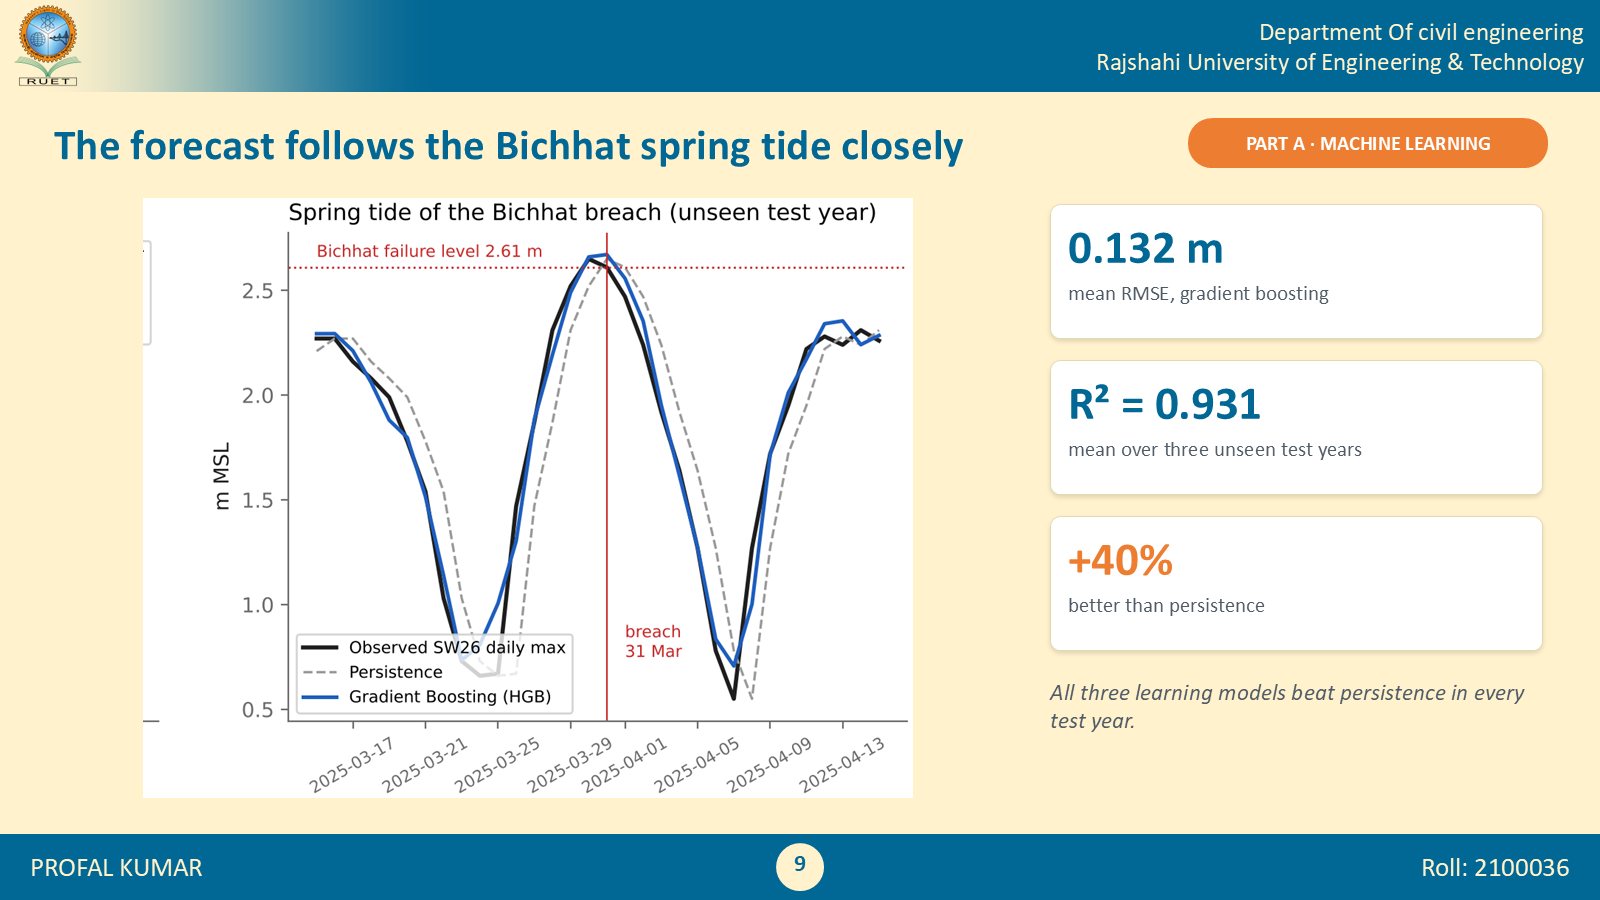 RUET
Department Of civil engineering
Rajshahi University of Engineering & Technology
The forecast follows the Bichhat spring tide closely
PART A · MACHINE LEARNING
Spring tide of the Bichhat breach (unseen test year)
Bichhat failure level 2.61 m
2.5
2.0
1.5
1.0
0.5
m MSL
breach
31 Mar
Observed SW26 daily max
Persistence
Gradient Boosting (HGB)
2025-03-17
2025-03-21
2025-03-25
2025-03-29
2025-04-01
2025-04-05
2025-04-09
2025-04-13
0.132 m
mean RMSE, gradient boosting
R² = 0.931
mean over three unseen test years
+40%
better than persistence
All three learning models beat persistence in every
test year.
PROFAL KUMAR
9
Roll: 2100036